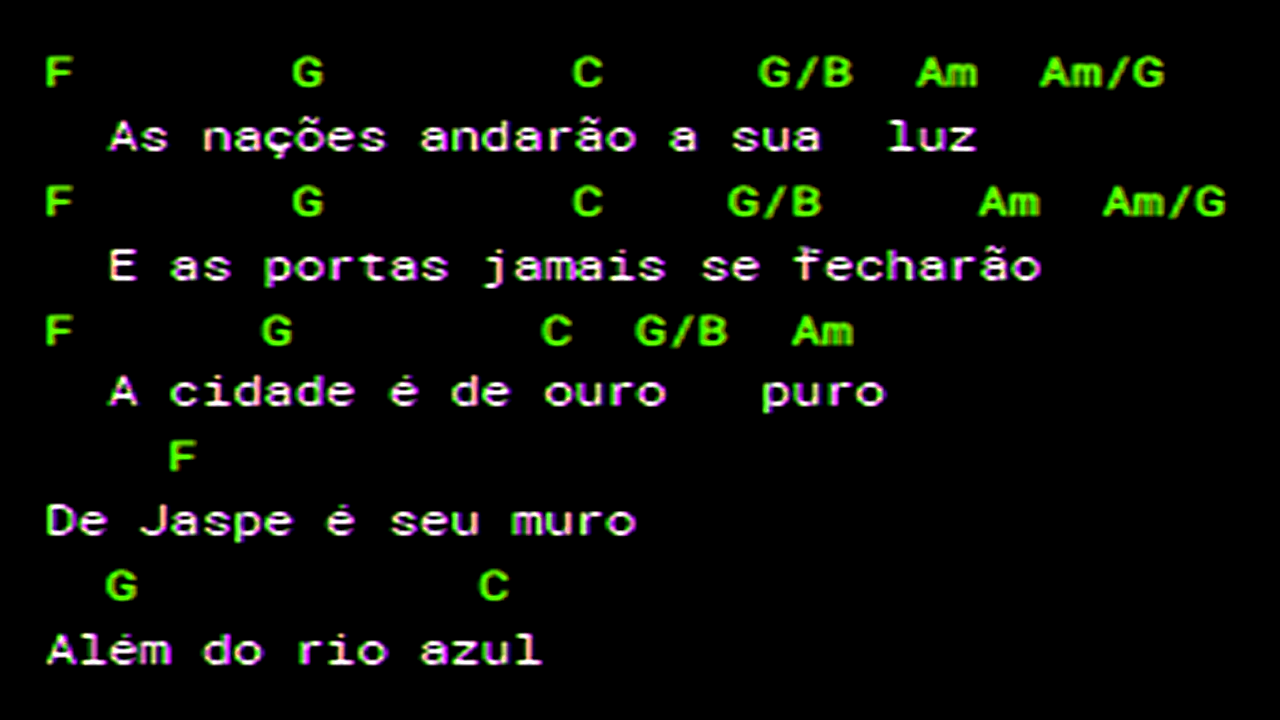 F       G        C     G/B  Am  Am/G
  As nações andarão a sua  luz
F       G        C    G/B     Am  Am/G
  E as portas jamais se fecharão
F      G        C  G/B  Am
  A cidade é de ouro   puro
    F
De Jaspe é seu muro
  G           C
Além do rio azul